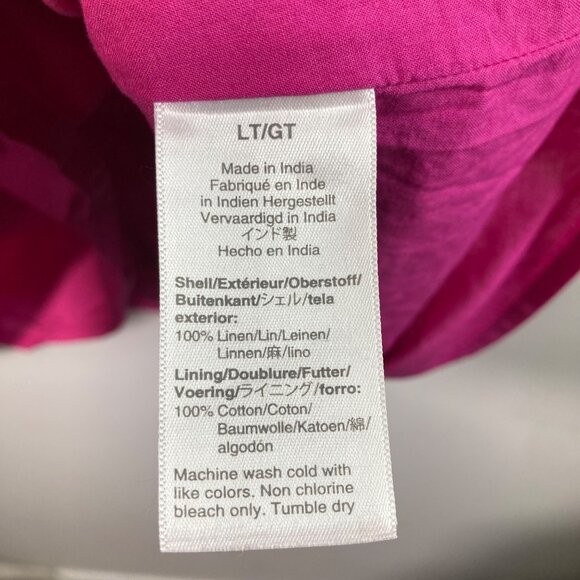 LT/GT
Made in India
Fabriqué en Inde
in Indien Hergestellt
Vervaardigd in India
インド製
Hecho en India
Shell/Extérieur/Oberstoff/
Buitenkant/シェル/tela
exterior:
100% Linen/Lin/Leinen/
Linnen/麻/lino
Lining/Doublure/Futter/
Voering/ライニング/forro:
100% Cotton/Coton/
Baumwolle/Katoen/綿/
algodón
Machine wash cold with
like colors. Non chlorine
bleach only. Tumble dry